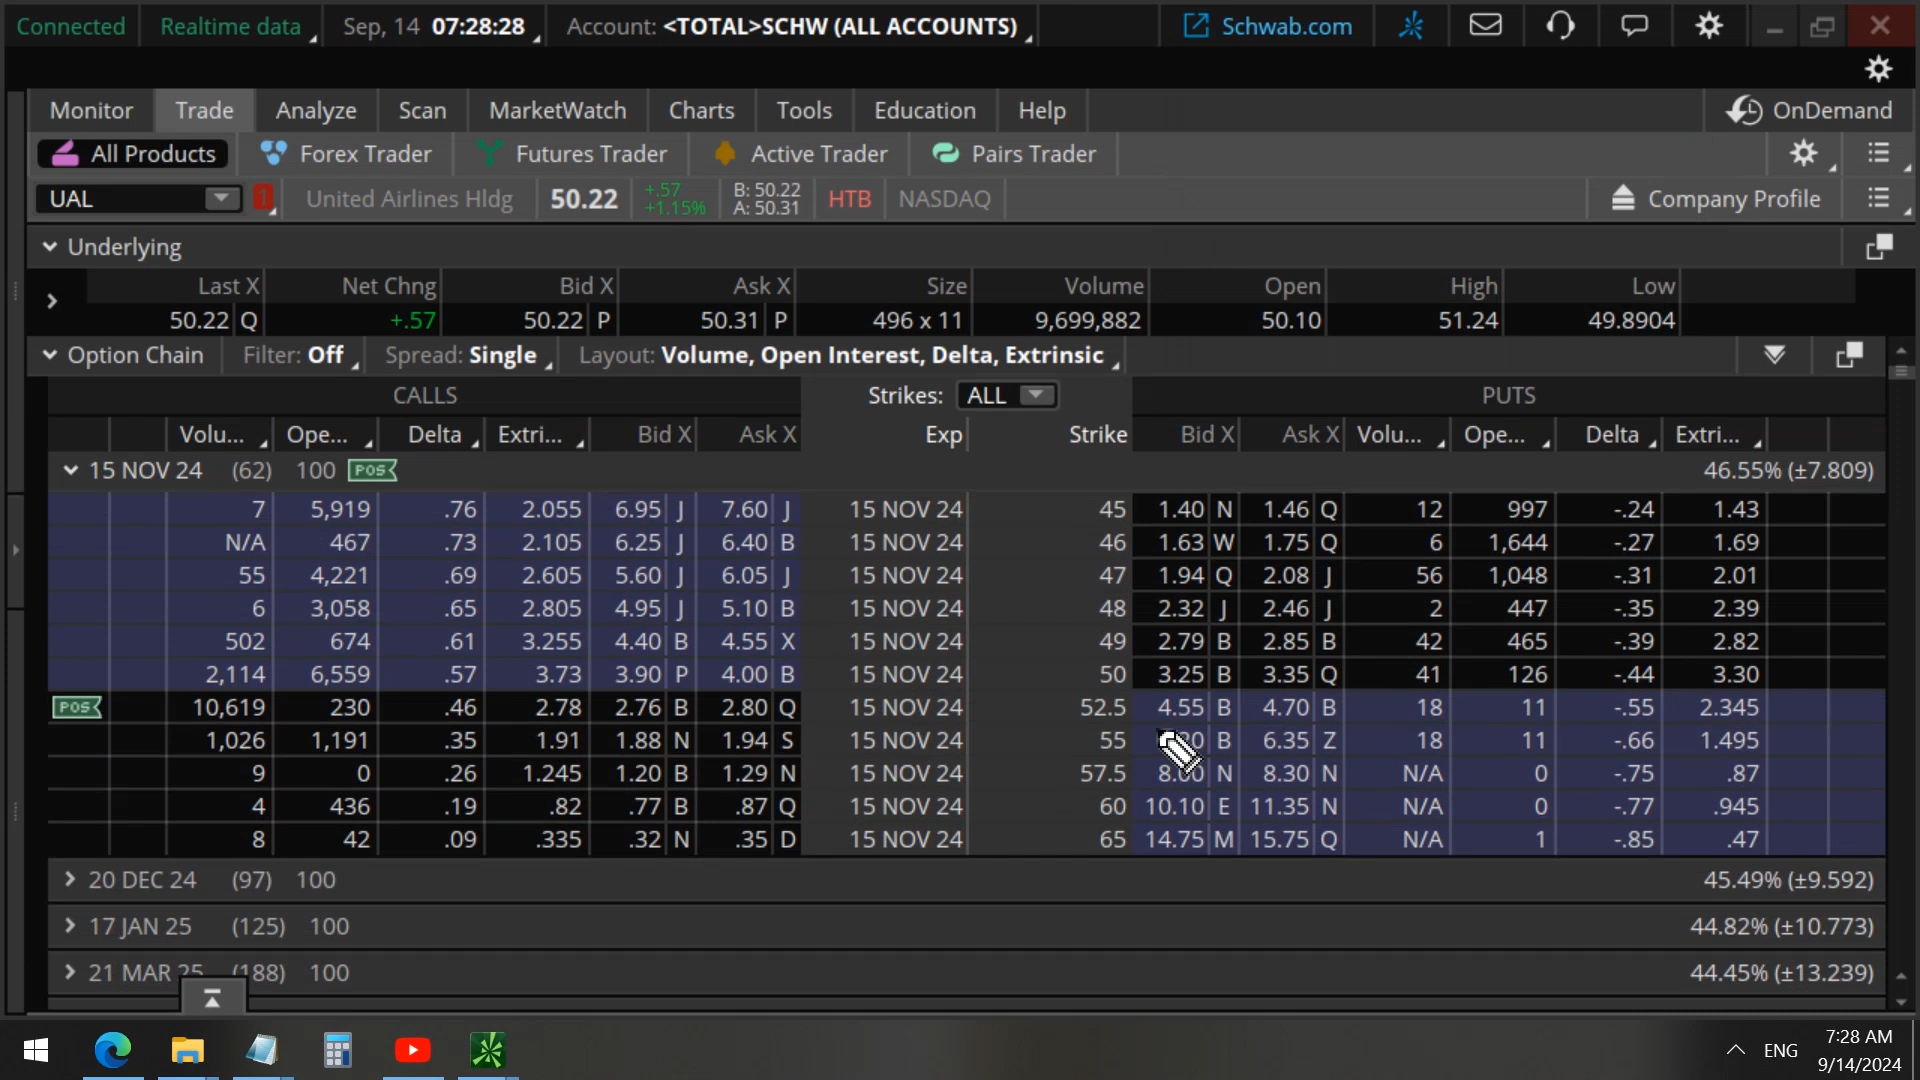 Connected Realtime data Sep, 14 07:28:28 Account: <TOTAL>SCHW (ALL ACCOUNTS) Schwab.com
Monitor Trade Analyze Scan MarketWatch Charts Tools Education Help OnDemand
All Products Forex Trader Futures Trader Active Trader Pairs Trader
UAL 1 United Airlines Hldg 50.22 +.57 +1.15% B: 50.22 A: 50.31 HTB NASDAQ Company Profile
Underlying
Last X Net Chng Bid X Ask X Size Volume Open High Low
50.22 Q +.57 50.22 P 50.31 P 496 x 11 9,699,882 50.10 51.24 49.8904
Option Chain Filter: Off Spread: Single Layout: Volume, Open Interest, Delta, Extrinsic
CALLS Strikes: ALL PUTS
Volu... Ope... Delta Extri... Bid X Ask X Exp Strike Bid X Ask X Volu... Ope... Delta Extri...
15 NOV 24 (62) 100 POS 46.55% (±7.809)
7 5,919 .76 2.055 6.95 J 7.60 J 15 NOV 24 45 1.40 N 1.46 Q 12 997 -.24 1.43
N/A 467 .73 2.105 6.25 J 6.40 B 15 NOV 24 46 1.63 W 1.75 Q 6 1,644 -.27 1.69
55 4,221 .69 2.605 5.60 J 6.05 J 15 NOV 24 47 1.94 Q 2.08 J 56 1,048 -.31 2.01
6 3,058 .65 2.805 4.95 J 5.10 B 15 NOV 24 48 2.32 J 2.46 J 2 447 -.35 2.39
502 674 .61 3.255 4.40 B 4.55 X 15 NOV 24 49 2.79 B 2.85 B 42 465 -.39 2.82
2,114 6,559 .57 3.73 3.90 P 4.00 B 15 NOV 24 50 3.25 B 3.35 Q 41 126 -.44 3.30
POS 10,619 230 .46 2.78 2.76 B 2.80 Q 15 NOV 24 52.5 4.55 B 4.70 B 18 11 -.55 2.345
1,026 1,191 .35 1.91 1.88 N 1.94 S 15 NOV 24 55 B 6.35 Z 18 11 -.66 1.495
9 0 .26 1.245 1.20 B 1.29 N 15 NOV 24 57.5 8.00 N 8.30 N N/A 0 -.75 .87
4 436 .19 .82 .77 B .87 Q 15 NOV 24 60 10.10 E 11.35 N N/A 0 -.77 .945
8 42 .09 .335 .32 N .35 D 15 NOV 24 65 14.75 M 15.75 Q N/A 1 -.85 .47
20 DEC 24 (97) 100 45.49% (±9.592)
17 JAN 25 (125) 100 44.82% (±10.773)
21 MAR 25 (188) 100 44.45% (±13.239)
ENG 7:28 AM
9/14/2024